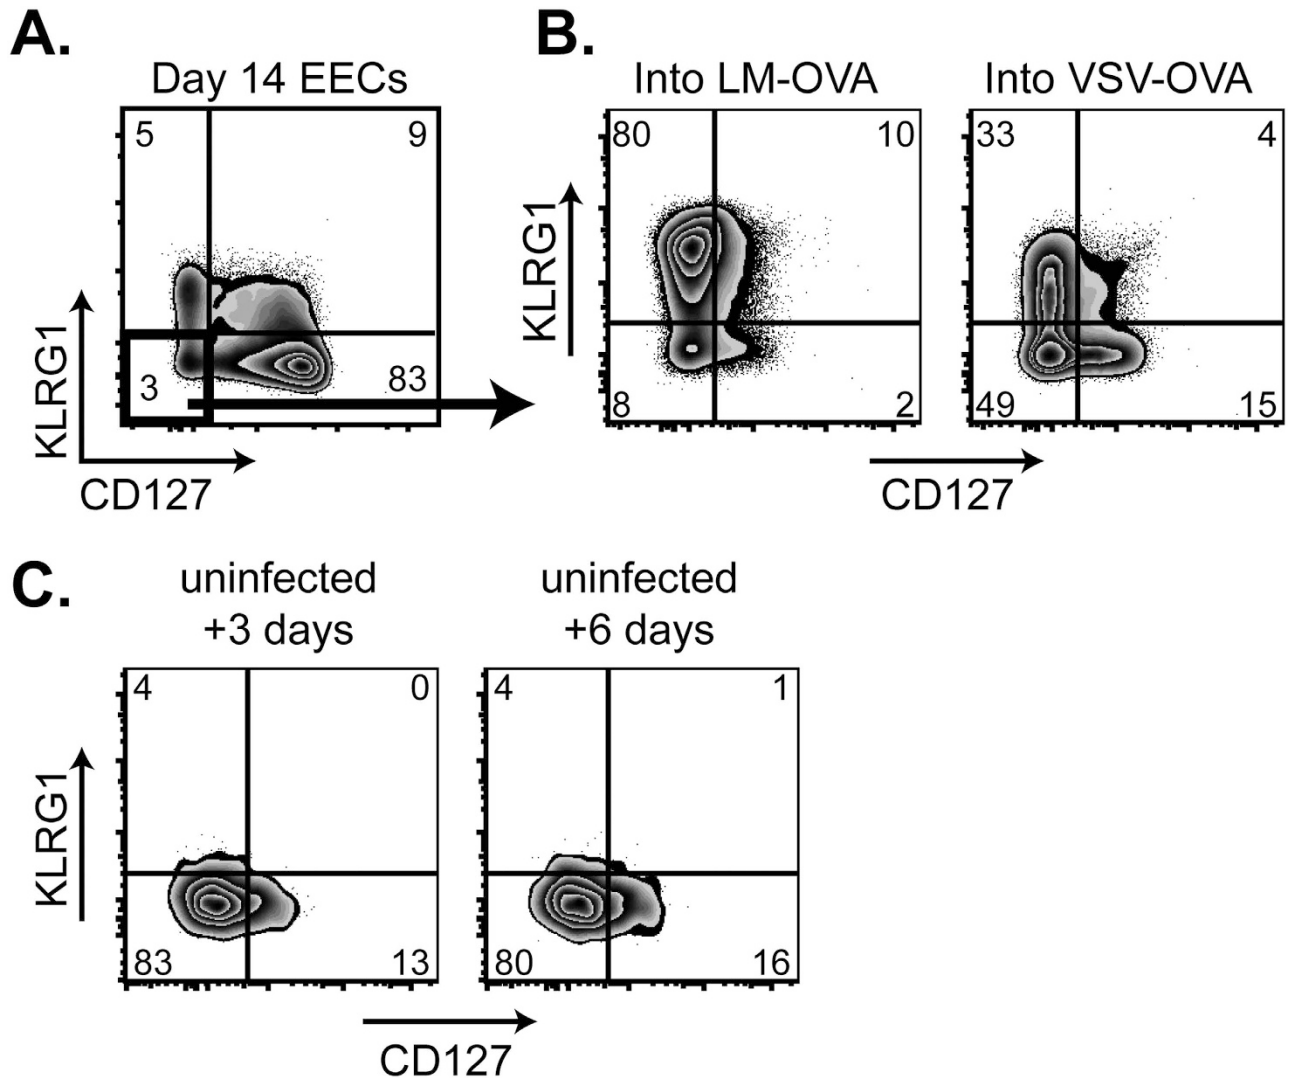 A.
Day 14 EECs
5
9
3
83
KLRG1
CD127
B.
Into LM-OVA
Into VSV-OVA
80
10
33
4
8
2
49
15
KLRG1
CD127
C.
uninfected
+3 days
uninfected
+6 days
4
0
4
1
83
13
80
16
KLRG1
CD127